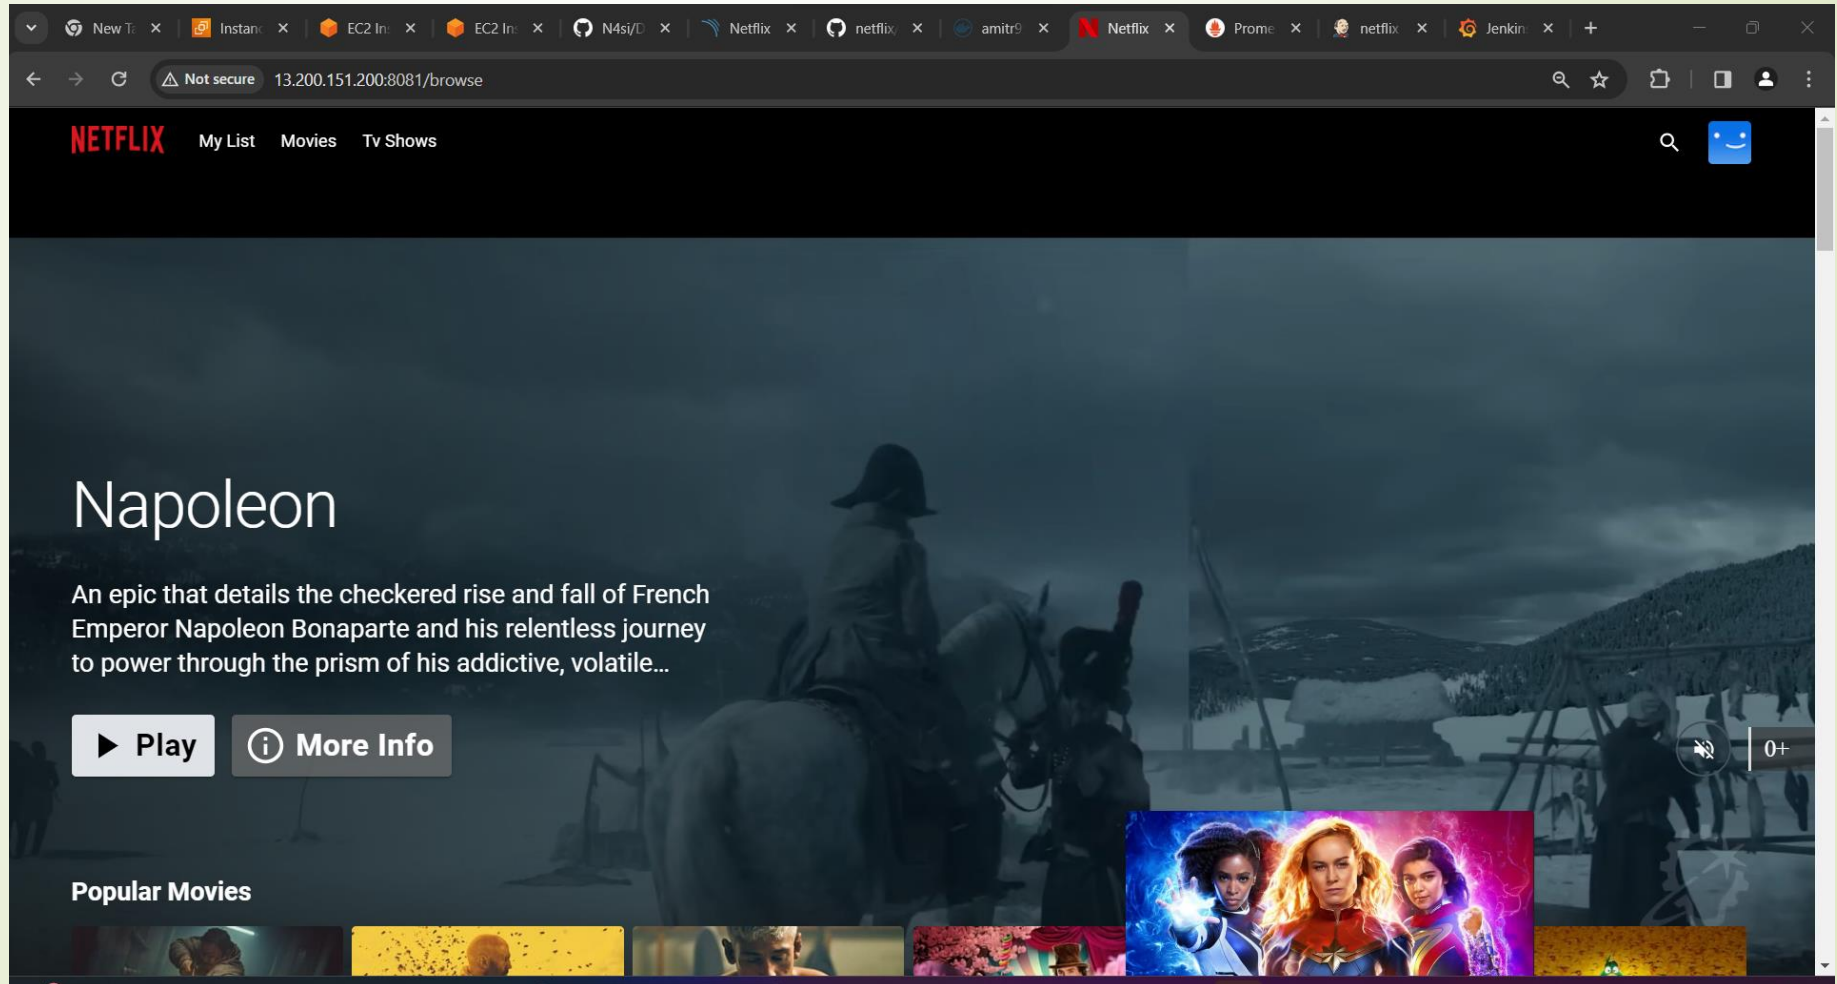 New Ta
Instanc
EC2 In:
EC2 In:
N4si/D
Netflix
netflix/
amitr9
Netflix
Prome
netflix
Jenkin
Not secure 13.200.151.200:8081/browse
NETFLIX My List Movies Tv Shows
Napoleon
An epic that details the checkered rise and fall of French
Emperor Napoleon Bonaparte and his relentless journey
to power through the prism of his addictive, volatile...
Play More Info
0+
Popular Movies